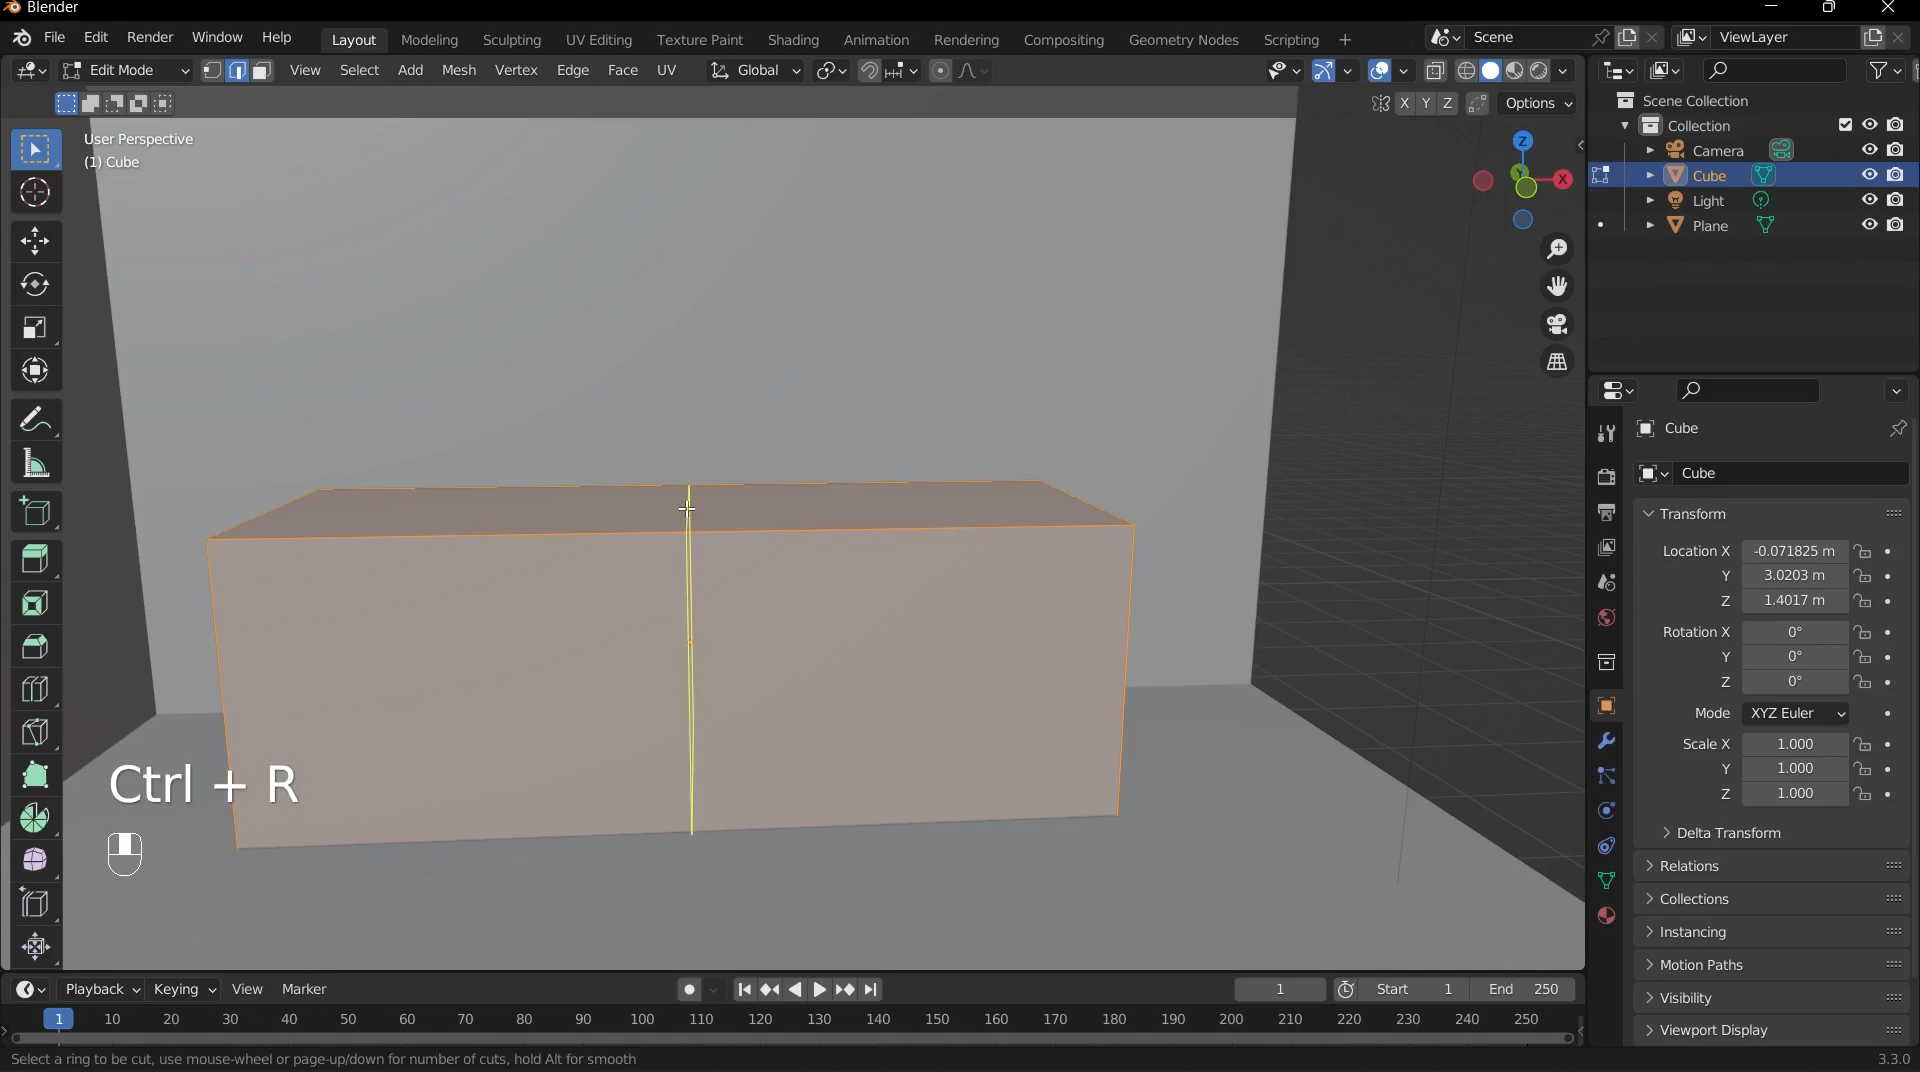 Blender
File Edit Render Window Help Layout Modeling Sculpting UV Editing Texture Paint Shading Animation Rendering Compositing Geometry Nodes Scripting + Scene ViewLayer
Edit Mode View Select Add Mesh Vertex Edge Face UV Global
X Y Z Options
User Perspective
(1) Cube
Z
X
Y
Scene Collection
Collection
Camera
Cube
Light
Plane
Cube
Cube
Transform
Location X -0.071825 m
Y 3.0203 m
Z 1.4017 m
Rotation X 0°
Y 0°
Z 0°
Mode XYZ Euler
Scale X 1.000
Y 1.000
Z 1.000
Delta Transform
Relations
Collections
Instancing
Motion Paths
Visibility
Viewport Display
Ctrl + R
Playback Keying View Marker 1 Start 1 End 250
1 10 20 30 40 50 60 70 80 90 100 110 120 130 140 150 160 170 180 190 200 210 220 230 240 250
Select a ring to be cut, use mouse-wheel or page-up/down for number of cuts, hold Alt for smooth 3.3.0